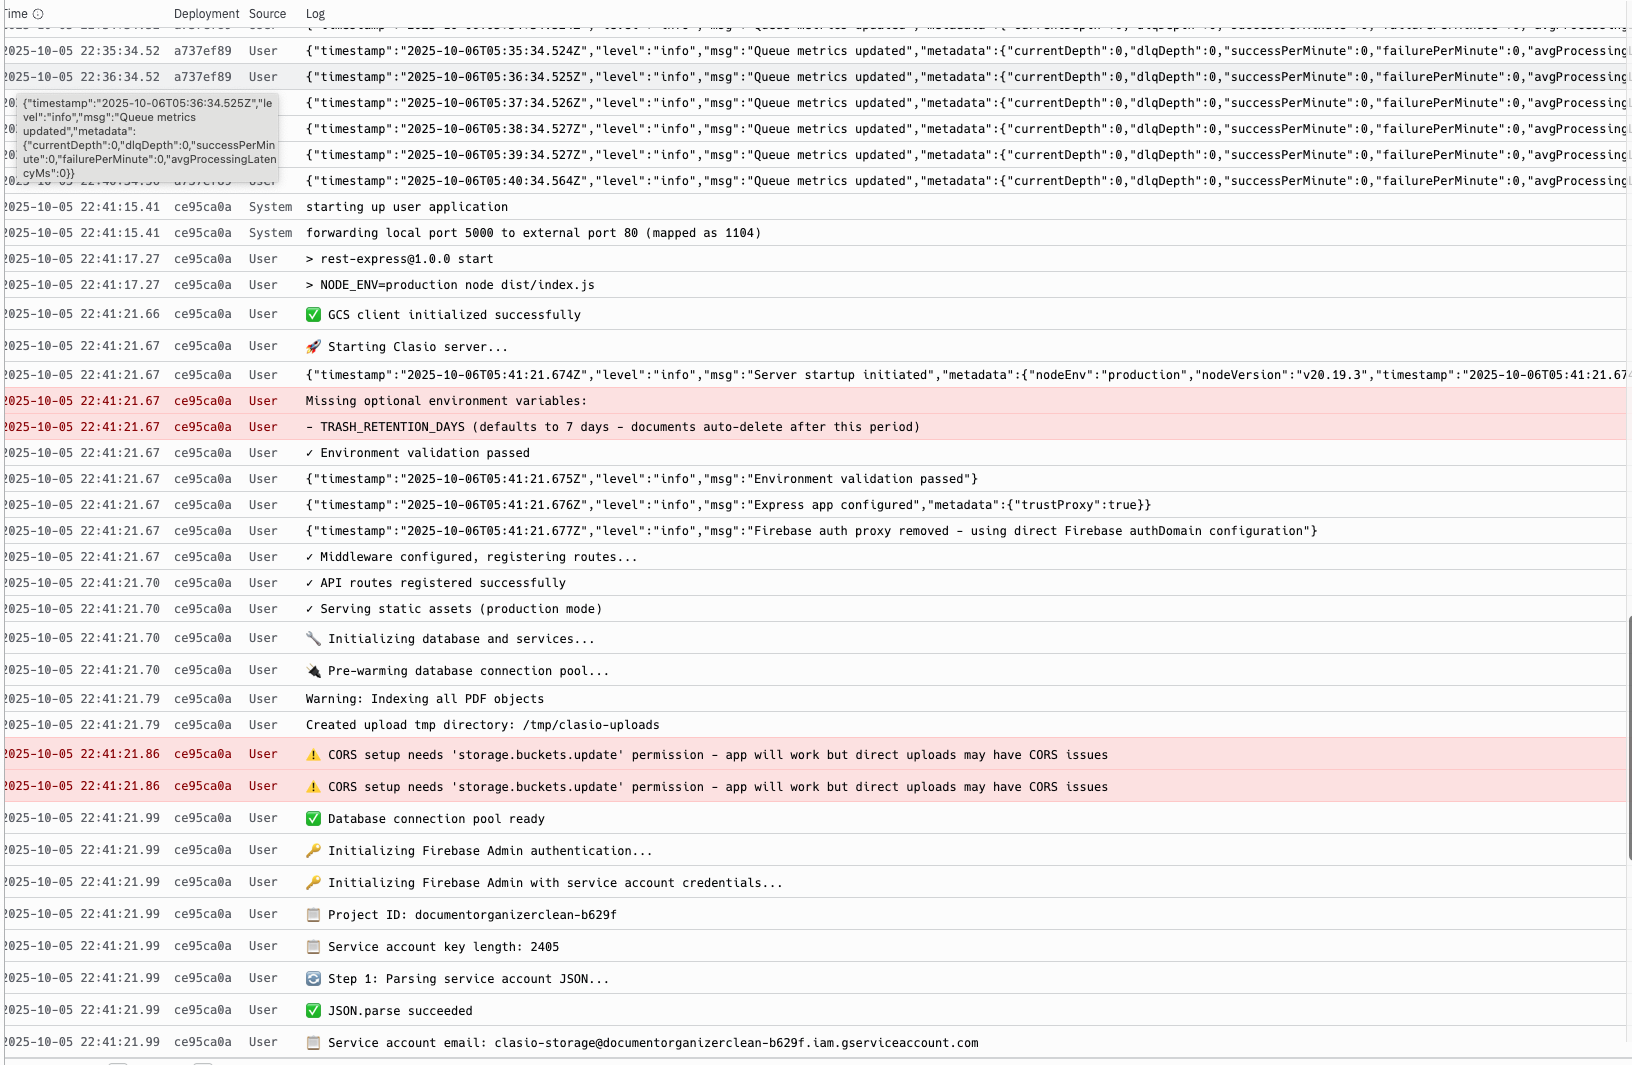 Time
Deployment Source Log
2025-10-05 22:35:34.52 a737ef89 User {"timestamp":"2025-10-06T05:35:34.524Z","level":"info","msg":"Queue metrics updated","metadata":{"currentDepth":0,"dlqDepth":0,"successPerMinute":0,"failurePerMinute":0,"avgProcessingL
2025-10-05 22:36:34.52 a737ef89 User {"timestamp":"2025-10-06T05:36:34.525Z","level":"info","msg":"Queue metrics updated","metadata":{"currentDepth":0,"dlqDepth":0,"successPerMinute":0,"failurePerMinute":0,"avgProcessingL
{"timestamp":"2025-10-06T05:37:34.526Z","level":"info","msg":"Queue metrics updated","metadata":{"currentDepth":0,"dlqDepth":0,"successPerMinute":0,"failurePerMinute":0,"avgProcessingL
{"timestamp":"2025-10-06T05:38:34.527Z","level":"info","msg":"Queue metrics updated","metadata":{"currentDepth":0,"dlqDepth":0,"successPerMinute":0,"failurePerMinute":0,"avgProcessingL
{"timestamp":"2025-10-06T05:39:34.527Z","level":"info","msg":"Queue metrics updated","metadata":{"currentDepth":0,"dlqDepth":0,"successPerMinute":0,"failurePerMinute":0,"avgProcessingL
{"timestamp":"2025-10-06T05:40:34.564Z","level":"info","msg":"Queue metrics updated","metadata":{"currentDepth":0,"dlqDepth":0,"successPerMinute":0,"failurePerMinute":0,"avgProcessingL
{"timestamp":"2025-10-06T05:36:34.525Z","le
vel":"info","msg":"Queue metrics
updated","metadata":
{"currentDepth":0,"dlqDepth":0,"successPerMin
ute":0,"failurePerMinute":0,"avgProcessingLaten
cyMs":0}}
2025-10-05 22:41:15.41 ce95ca0a System starting up user application
2025-10-05 22:41:15.41 ce95ca0a System forwarding local port 5000 to external port 80 (mapped as 1104)
2025-10-05 22:41:17.27 ce95ca0a User > rest-express@1.0.0 start
2025-10-05 22:41:17.27 ce95ca0a User > NODE_ENV=production node dist/index.js
2025-10-05 22:41:21.66 ce95ca0a User ✅ GCS client initialized successfully
2025-10-05 22:41:21.67 ce95ca0a User 🚀 Starting Clasio server...
2025-10-05 22:41:21.67 ce95ca0a User {"timestamp":"2025-10-06T05:41:21.674Z","level":"info","msg":"Server startup initiated","metadata":{"nodeEnv":"production","nodeVersion":"v20.19.3","timestamp":"2025-10-06T05:41:21.674
2025-10-05 22:41:21.67 ce95ca0a User Missing optional environment variables:
2025-10-05 22:41:21.67 ce95ca0a User - TRASH_RETENTION_DAYS (defaults to 7 days - documents auto-delete after this period)
2025-10-05 22:41:21.67 ce95ca0a User ✓ Environment validation passed
2025-10-05 22:41:21.67 ce95ca0a User {"timestamp":"2025-10-06T05:41:21.675Z","level":"info","msg":"Environment validation passed"}
2025-10-05 22:41:21.67 ce95ca0a User {"timestamp":"2025-10-06T05:41:21.676Z","level":"info","msg":"Express app configured","metadata":{"trustProxy":true}}
2025-10-05 22:41:21.67 ce95ca0a User {"timestamp":"2025-10-06T05:41:21.677Z","level":"info","msg":"Firebase auth proxy removed - using direct Firebase authDomain configuration"}
2025-10-05 22:41:21.67 ce95ca0a User ✓ Middleware configured, registering routes...
2025-10-05 22:41:21.70 ce95ca0a User ✓ API routes registered successfully
2025-10-05 22:41:21.70 ce95ca0a User ✓ Serving static assets (production mode)
2025-10-05 22:41:21.70 ce95ca0a User 🔧 Initializing database and services...
2025-10-05 22:41:21.70 ce95ca0a User 🔌 Pre-warming database connection pool...
2025-10-05 22:41:21.79 ce95ca0a User Warning: Indexing all PDF objects
2025-10-05 22:41:21.79 ce95ca0a User Created upload tmp directory: /tmp/clasio-uploads
2025-10-05 22:41:21.86 ce95ca0a User ⚠️ CORS setup needs 'storage.buckets.update' permission - app will work but direct uploads may have CORS issues
2025-10-05 22:41:21.86 ce95ca0a User ⚠️ CORS setup needs 'storage.buckets.update' permission - app will work but direct uploads may have CORS issues
2025-10-05 22:41:21.99 ce95ca0a User ✅ Database connection pool ready
2025-10-05 22:41:21.99 ce95ca0a User 🔑 Initializing Firebase Admin authentication...
2025-10-05 22:41:21.99 ce95ca0a User 🔑 Initializing Firebase Admin with service account credentials...
2025-10-05 22:41:21.99 ce95ca0a User 📋 Project ID: documentorganizerclean-b629f
2025-10-05 22:41:21.99 ce95ca0a User 📋 Service account key length: 2405
2025-10-05 22:41:21.99 ce95ca0a User 🔄 Step 1: Parsing service account JSON...
2025-10-05 22:41:21.99 ce95ca0a User ✅ JSON.parse succeeded
2025-10-05 22:41:21.99 ce95ca0a User 📋 Service account email: clasio-storage@documentorganizerclean-b629f.iam.gserviceaccount.com